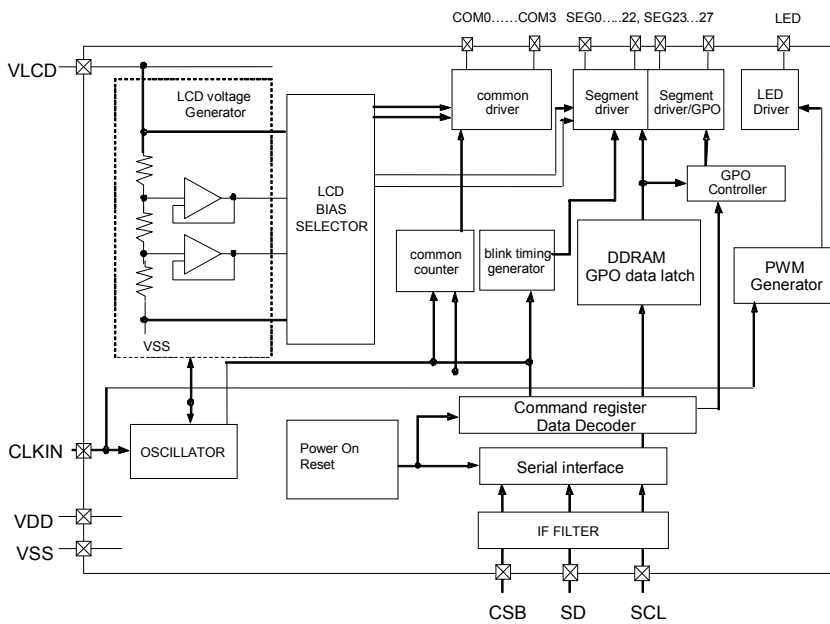 COM0……COM3 SEG0…..22, SEG23…27 LED
VLCD
LCD voltage
Generator
LCD
BIAS
SELECTOR
common
driver
Segment
driver
Segment
driver/GPO
LED
Driver
GPO
Controller
common
counter
blink timing
generator
DDRAM
GPO data latch
PWM
Generator
VSS
Command register
Data Decoder
CLKIN
OSCILLATOR
Power On
Reset
Serial interface
VDD
VSS
IF FILTER
CSB SD SCL